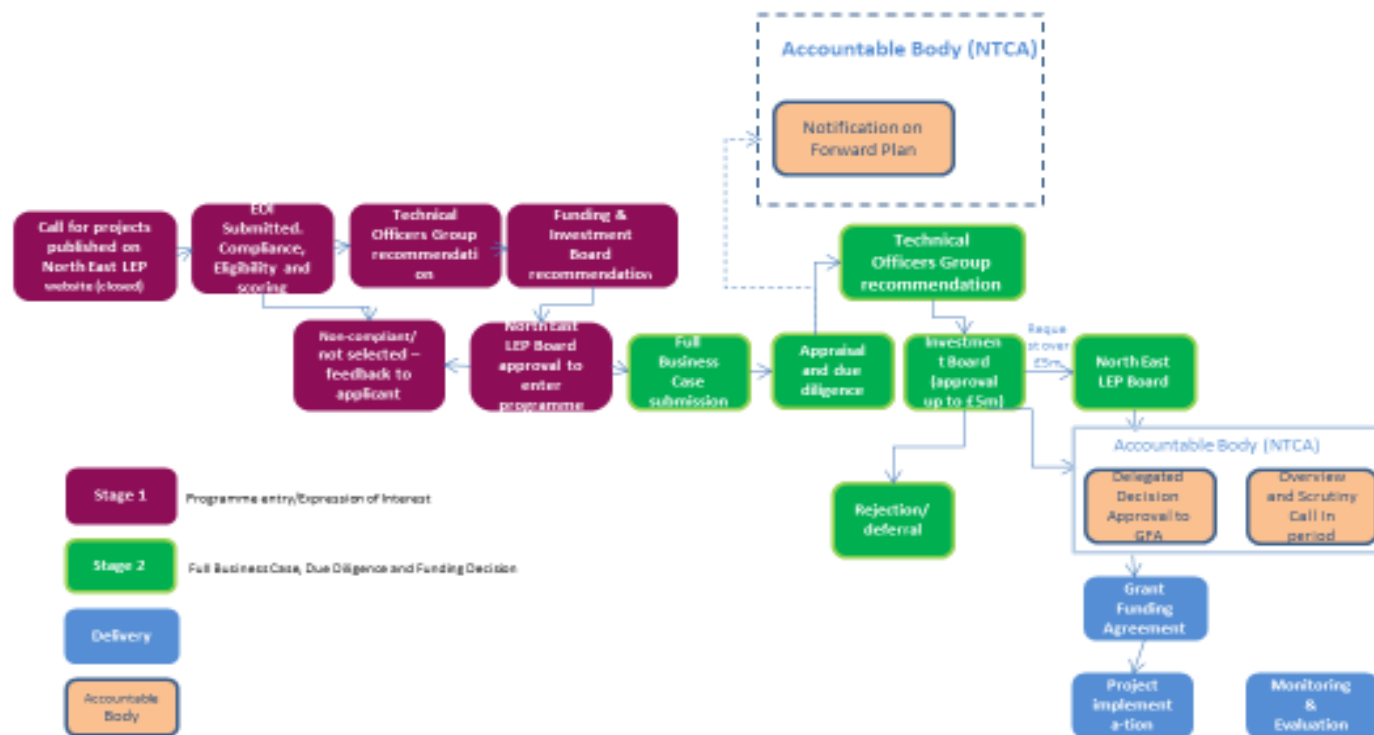 Accountable Body (NTCA)
Notification on
Forward Plan
Call for projects
published on
North East LEP
website (closed)
EOI
Submitted.
Compliance,
Eligibility and
scoring
Technical
Officers Group
recommendati
on
Funding &
Investment
Board
recommendation
Technical
Officers Group
recommendation
Non-compliant/
not selected –
feedback to
applicant
North East
LEP Board
approval to
enter
programme
Full
Business
Case
submission
Appraisal
and due
diligence
Investmen
t Board
(approval
up to £5m)
Reque
st over
£5m
North East
LEP Board
Accountable Body (NTCA)
Delegated
Decision
Approval to
GFA
Overview
and Scrutiny
Call in
period
Rejection/
deferral
Grant
Funding
Agreement
Project
implement
a-tion
Monitoring
&
Evaluation
Stage 1
Programme entry/Expression of Interest
Stage 2
Full Business Case, Due Diligence and Funding Decision
Delivery
Accountable
Body